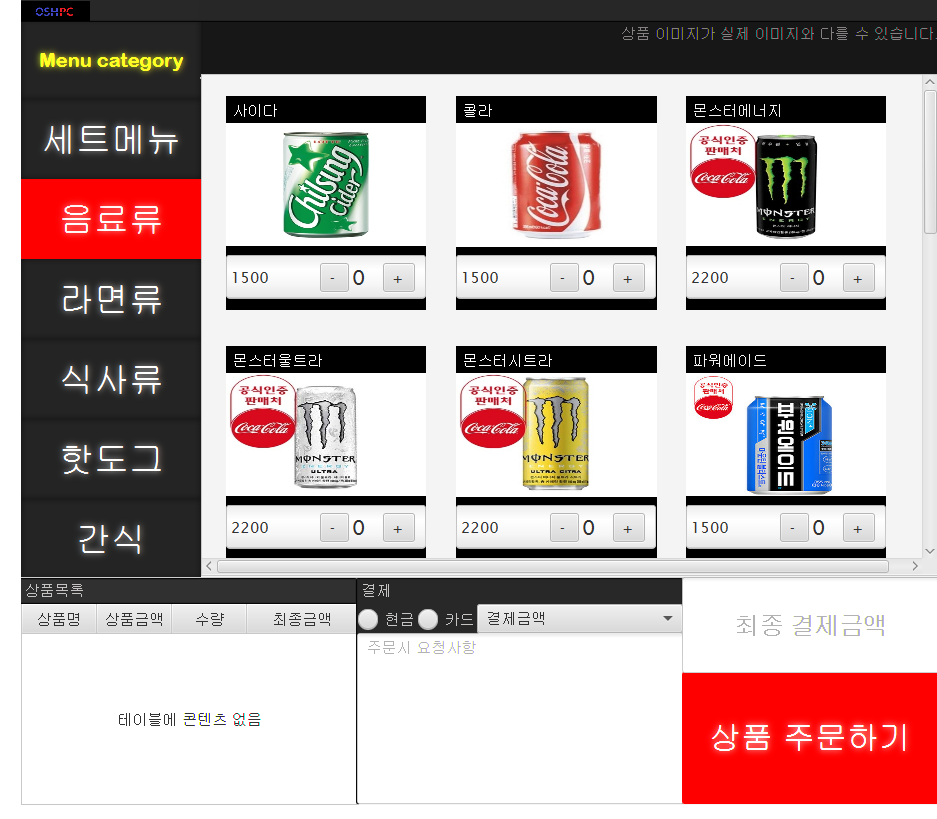 OSHPC
상품 이미지가 실제 이미지와 다를 수 있습니다.
Menu category
세트메뉴
음료류
라면류
식사류
핫도그
간식
사이다
Chilsung
Cider
1500 - 0 +
콜라
Coca-Cola
1500 - 0 +
몬스터에너지
공식인증
판매처
Coca-Cola
MONSTER
ENERGY
2200 - 0 +
몬스터울트라
공식인증
판매처
Coca-Cola
MONSTER
ENERGY
ULTRA
2200 - 0 +
몬스터시트라
공식인증
판매처
Coca-Cola
MONSTER
ENERGY
ULTRA CITRA
2200 - 0 +
파워에이드
공식인증
판매처
Coca-Cola
파워에이드
1500 - 0 +
상품목록
상품명 상품금액 수량 최종금액
테이블에 콘텐츠 없음
결제
현금 카드 결제금액
주문시 요청사항
최종 결제금액
상품 주문하기